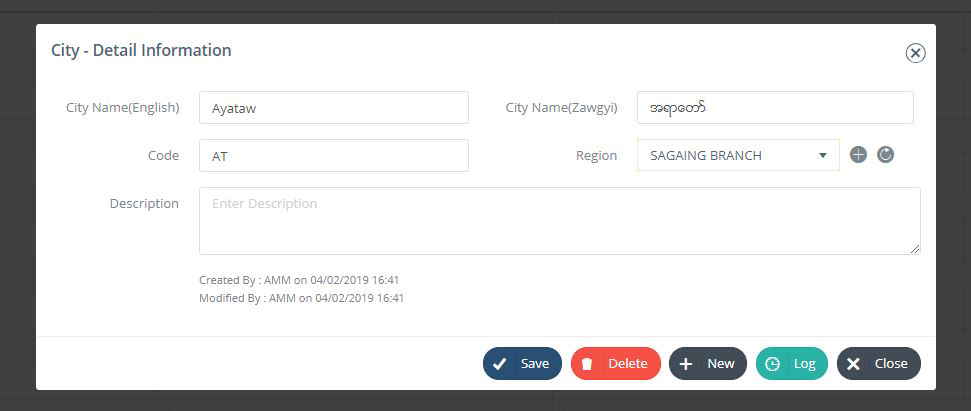 City - Detail Information
City Name(English) Ayataw City Name(Zawgyi) အရာတော်
Code AT Region SAGAING BRANCH
Description Enter Description
Created By : AMM on 04/02/2019 16:41
Modified By : AMM on 04/02/2019 16:41
Save Delete New Log Close